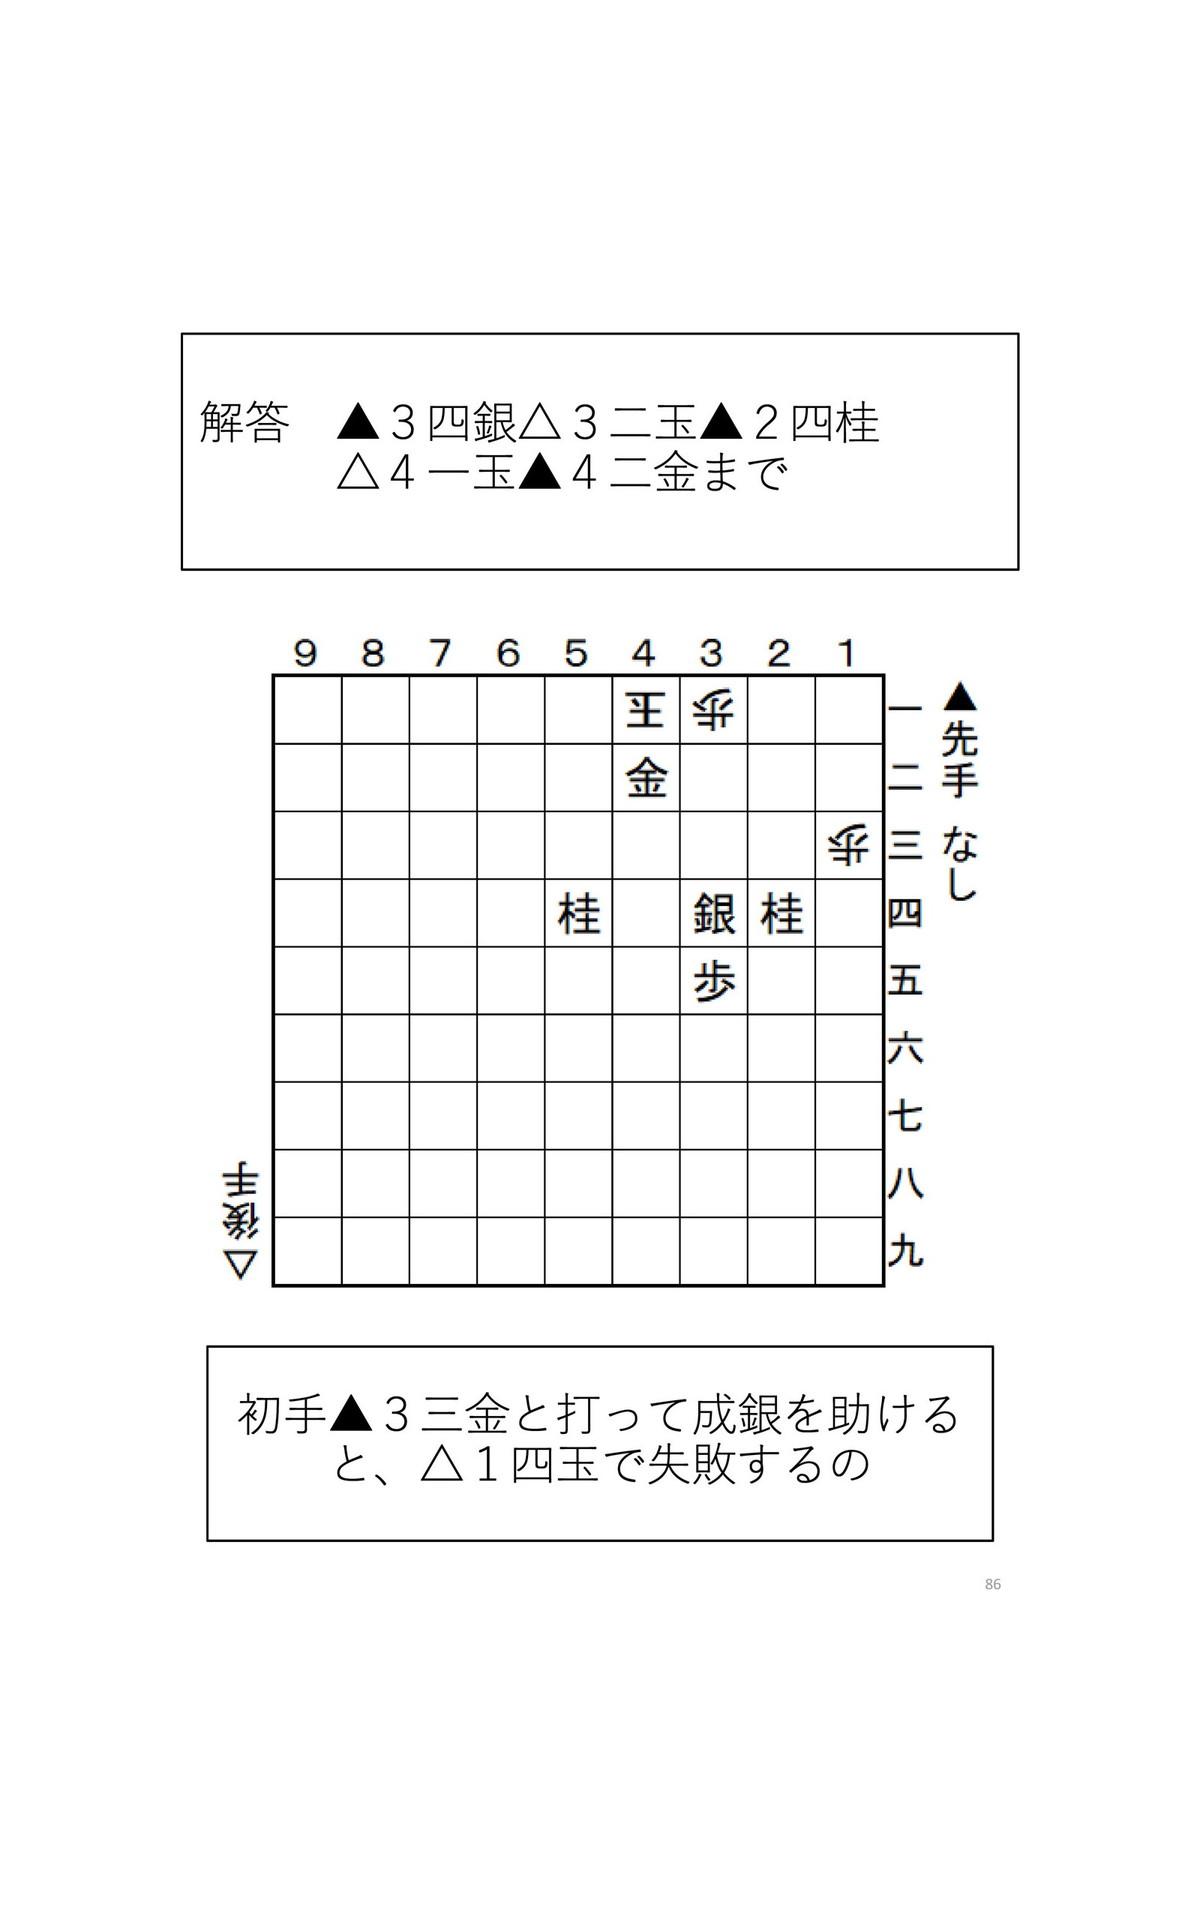 解答　▲３四銀△３二玉▲２四桂
△４一玉▲４二金まで
9 8 7 6 5 4 3 2 1
王 歩 一
金 二
歩 三
桂 銀 桂 四
歩 五
六
七
八
九
▲先手 なし
△後手
初手▲３三金と打って成銀を助ける
と、△１四玉で失敗するの
86